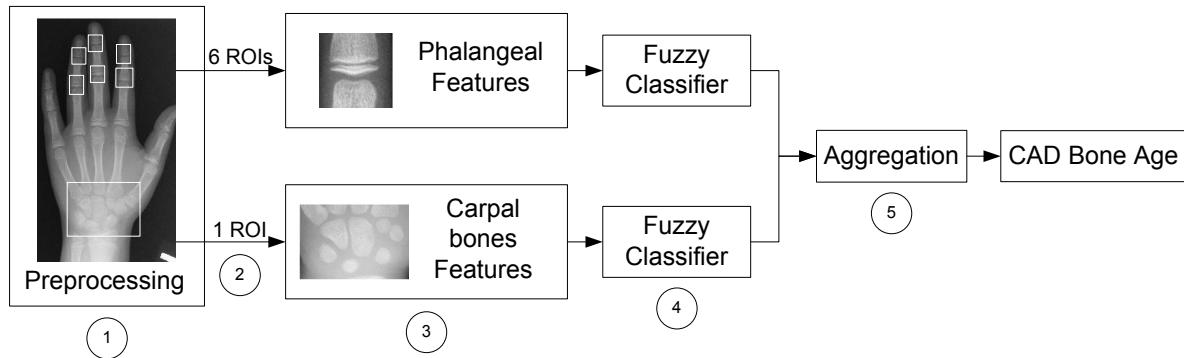 Preprocessing
1
6 ROIs
1 ROI
2
Phalangeal
Features
Carpal
bones
Features
3
Fuzzy
Classifier
Fuzzy
Classifier
4
Aggregation
5
CAD Bone Age